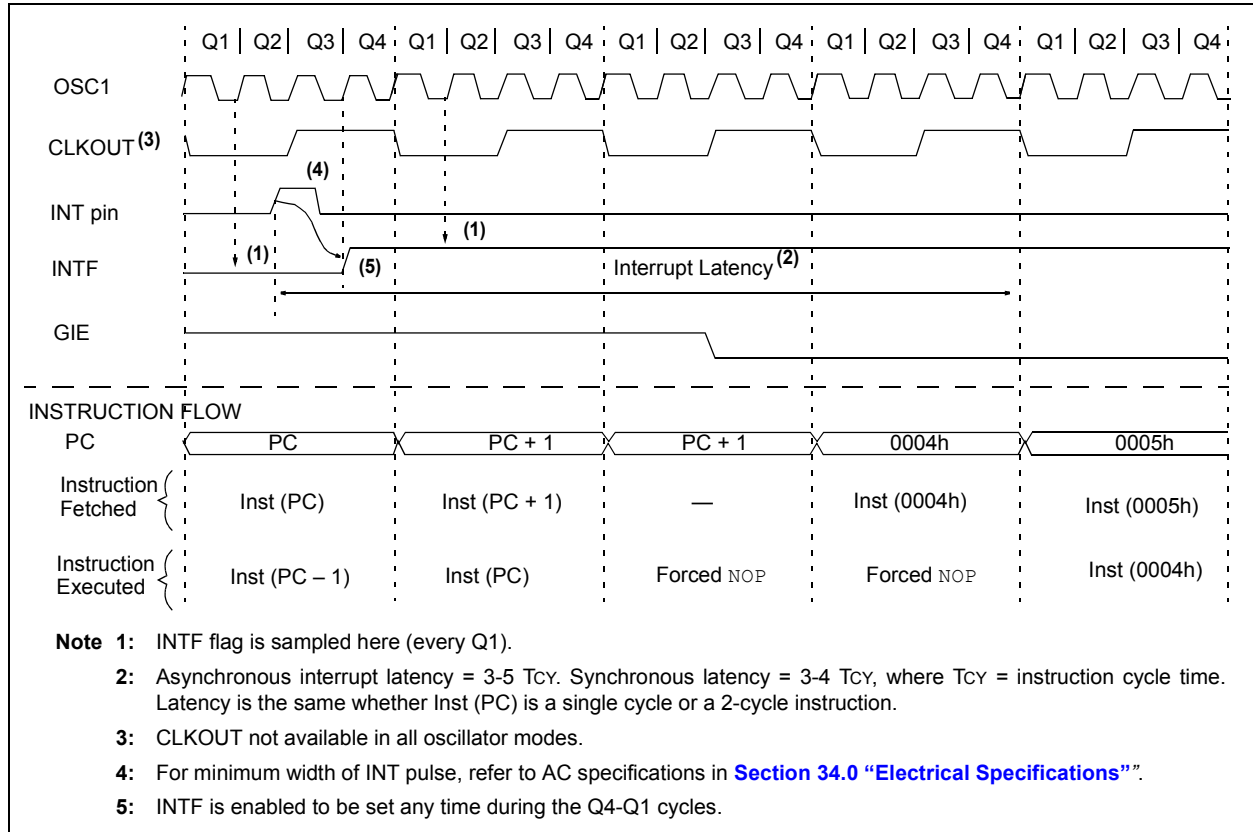 Q1 | Q2 | Q3 | Q4 Q1 | Q2 | Q3 | Q4 Q1 | Q2 | Q3 | Q4 Q1 | Q2 | Q3 | Q4 Q1 | Q2 | Q3 | Q4
OSC1
CLKOUT (3)
(4)
INT pin
(1)
(1)
INTF
(5)
Interrupt Latency (2)
GIE
INSTRUCTION FLOW
PC PC PC + 1 PC + 1 0004h 0005h
Instruction Fetched Inst (PC) Inst (PC + 1) — Inst (0004h) Inst (0005h)
Instruction Executed Inst (PC – 1) Inst (PC) Forced NOP Forced NOP Inst (0004h)
Note 1: INTF flag is sampled here (every Q1).
2: Asynchronous interrupt latency = 3-5 TCY. Synchronous latency = 3-4 TCY, where TCY = instruction cycle time.
Latency is the same whether Inst (PC) is a single cycle or a 2-cycle instruction.
3: CLKOUT not available in all oscillator modes.
4: For minimum width of INT pulse, refer to AC specifications in Section 34.0 “Electrical Specifications””.
5: INTF is enabled to be set any time during the Q4-Q1 cycles.